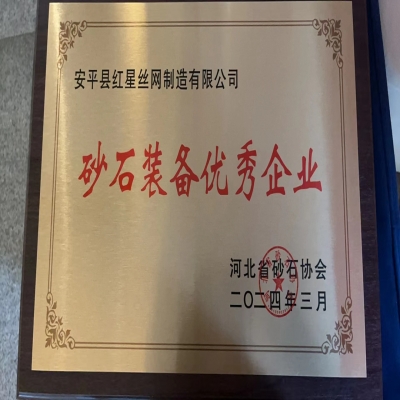 安平县红星丝网制造有限公司
砂石装备优秀企业
河北省砂石协会
二〇二四年三月